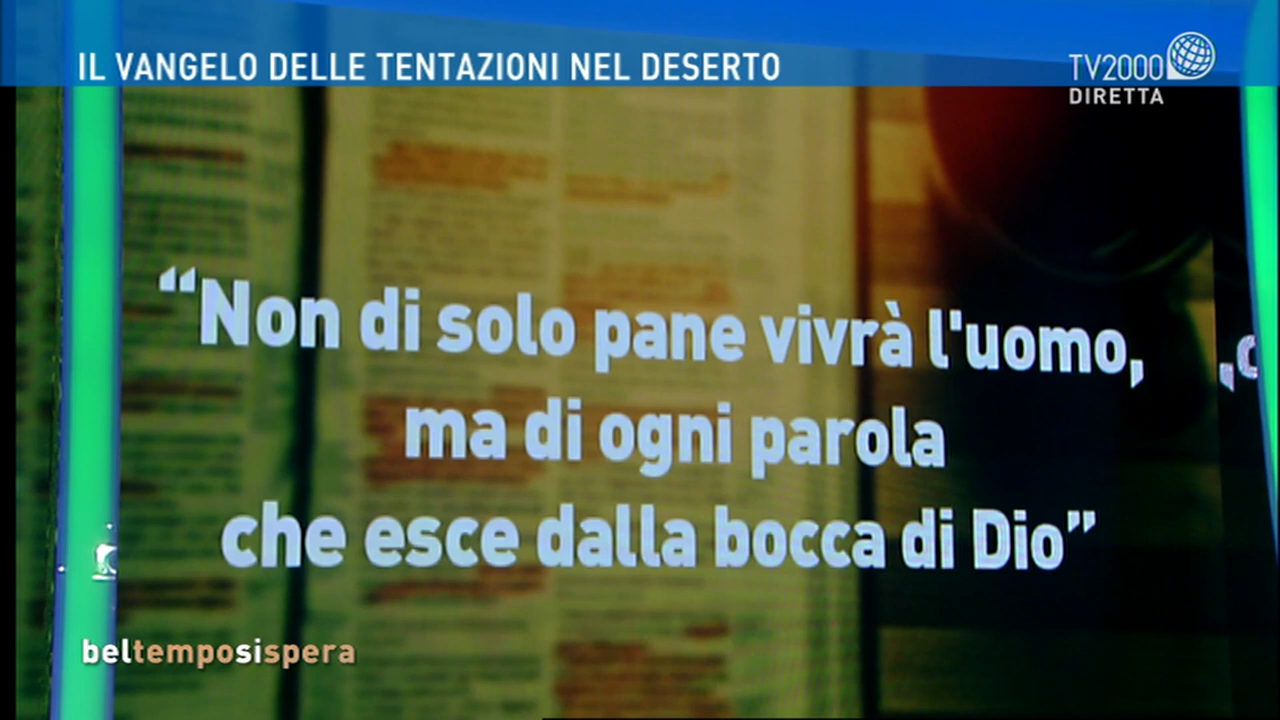 IL VANGELO DELLE TENTAZIONI NEL DESERTO
TV2000
DIRETTA
“Non di solo pane vivrà l'uomo,
ma di ogni parola
che esce dalla bocca di Dio”
beltemposispera